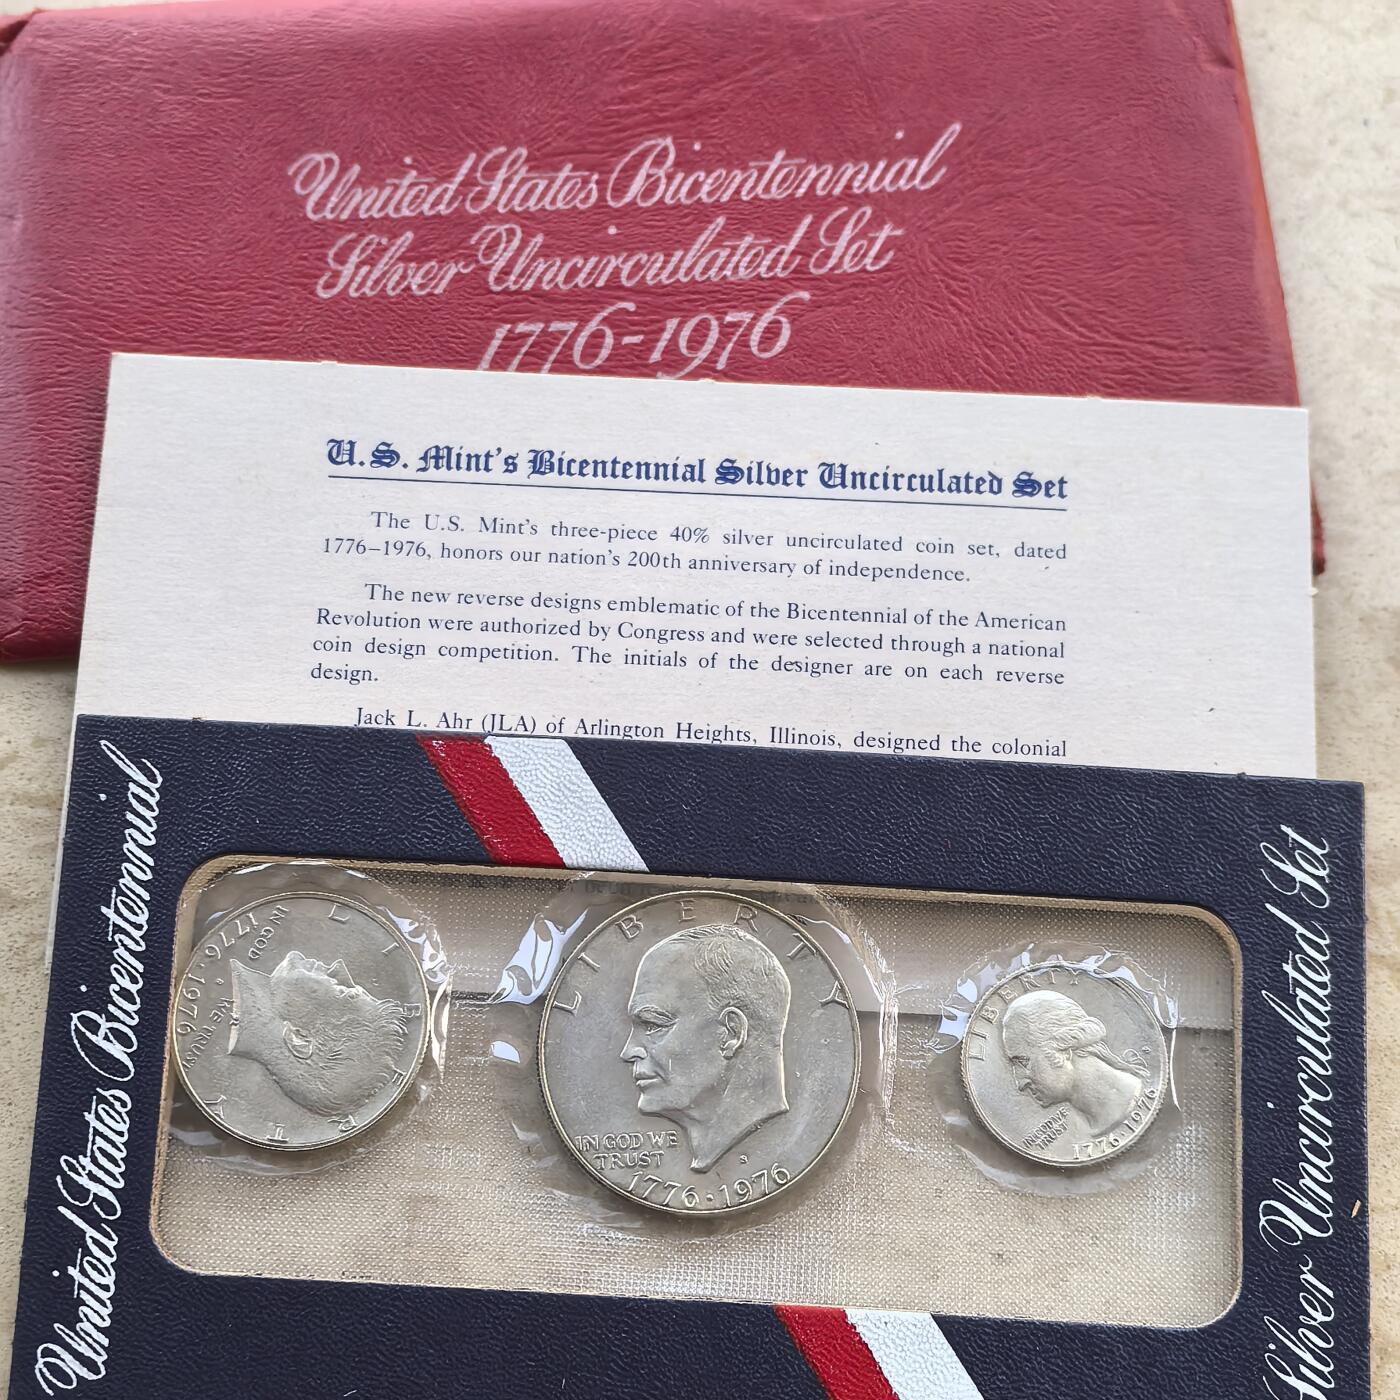 United States Bicentennial
Silver Uncirculated Set
1776-1976
U.S. Mint's Bicentennial Silver Uncirculated Set
The U.S. Mint's three-piece 40% silver uncirculated coin set, dated
1776–1976, honors our nation's 200th anniversary of independence.
The new reverse designs emblematic of the Bicentennial of the American
Revolution were authorized by Congress and were selected through a national
coin design competition. The initials of the designer are on each reverse
design.
Jack L. Ahr (JLA) of Arlington Heights, Illinois, designed the colonial
United States Bicentennial
LIBERTY
IN GOD
WE TRUST
1776·1976
LIBERTY
IN GOD WE
TRUST
S
1776·1976
LIBERTY
IN GOD WE
TRUST
1776·1976
Silver Uncirculated Set